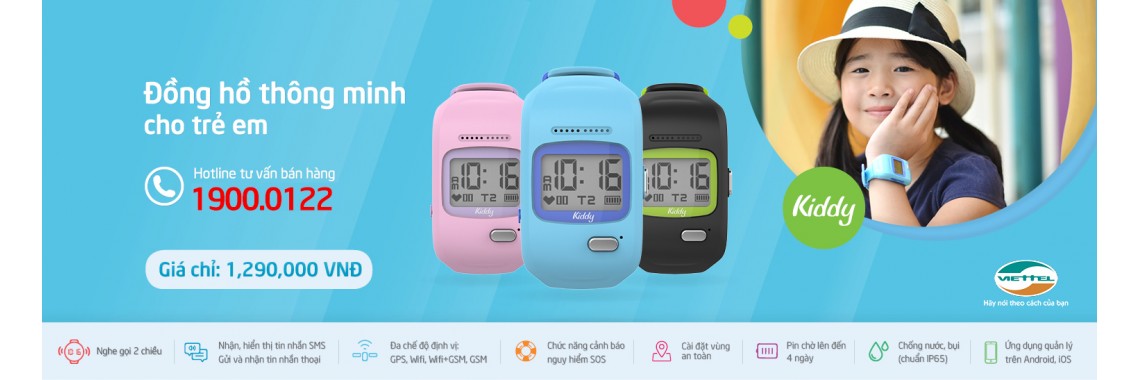 Đồng hồ thông minh
cho trẻ em
Hotline tư vấn bán hàng
1900.0122
Giá chỉ: 1,290,000 VNĐ
AM 10:16
00 T2
Kiddy
AM 10:16
00 T2
Kiddy
10:16
00 T2
Kiddy
Kiddy
VIETTEL
Hãy nói theo cách của bạn
Nghe gọi 2 chiều
Nhận, hiển thị tin nhắn SMS
Gửi và nhận tin nhắn thoại
Đa chế độ định vị:
GPS, Wifi, Wifi+GSM, GSM
Chức năng cảnh báo
nguy hiểm SOS
Cài đặt vùng
an toàn
Pin chờ lên đến
4 ngày
Chống nước, bụi
(chuẩn IP65)
Ứng dụng quản lý
trên Android, iOS